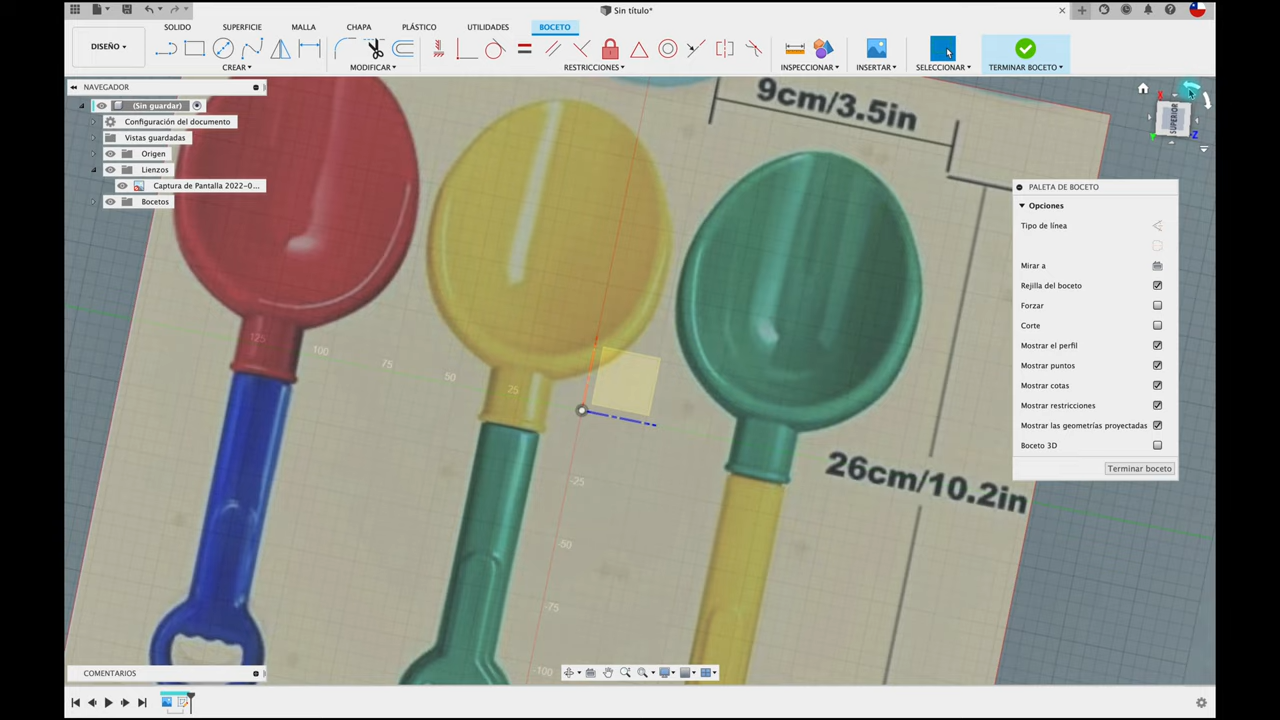 Sin título*
DISEÑO
SÓLIDO SUPERFICIE MALLA CHAPA PLÁSTICO UTILIDADES BOCETO
CREAR MODIFICAR RESTRICCIONES INSPECCIONAR INSERTAR SELECCIONAR TERMINAR BOCETO
NAVEGADOR
(Sin guardar)
Configuración del documento
Vistas guardadas
Origen
Lienzos
Captura de Pantalla 2022-0...
Bocetos
9cm/3.5in
26cm/10.2in
125
100
75
50
25
-25
-50
-75
-100
SUPERIOR
X
Y
Z
PALETA DE BOCETO
Opciones
Tipo de línea
Mirar a
Rejilla del boceto
Forzar
Corte
Mostrar el perfil
Mostrar puntos
Mostrar cotas
Mostrar restricciones
Mostrar las geometrías proyectadas
Boceto 3D
Terminar boceto
COMENTARIOS